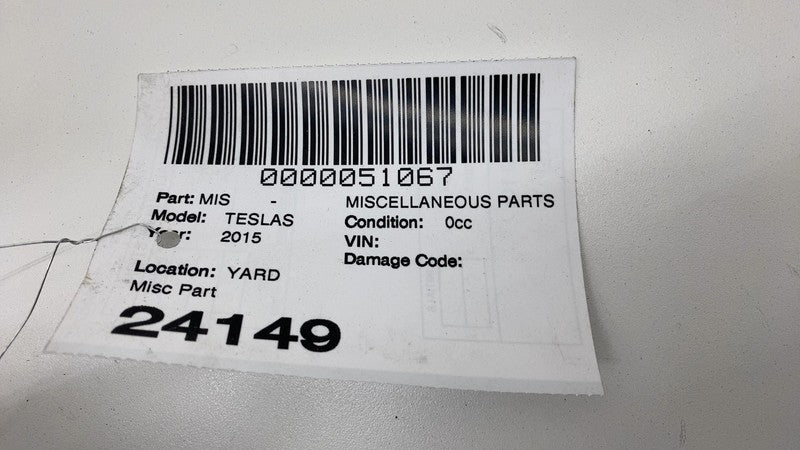 0000051067
Part: MIS - MISCELLANEOUS PARTS
Model: TESLAS Condition: 0cc
Year: 2015 VIN:
Damage Code:
Location: YARD
Misc Part
24149